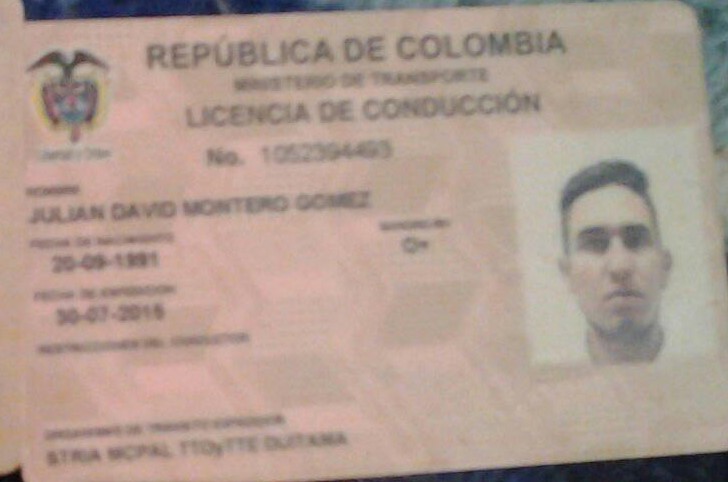 REPÚBLICA DE COLOMBIA
MINISTERIO DE TRANSPORTE
LICENCIA DE CONDUCCIÓN
No. 1052394493
NOMBRE
JULIAN DAVID MONTERO GOMEZ
FECHA DE NACIMIENTO
20-09-1991
O+
FECHA DE EXPEDICION
30-07-2015
RESTRICCIONES DEL CONDUCTOR
ORGANISMO DE TRANSITO EXPEDIDOR
STRIA MCPAL TTOyTTE DUITAMA